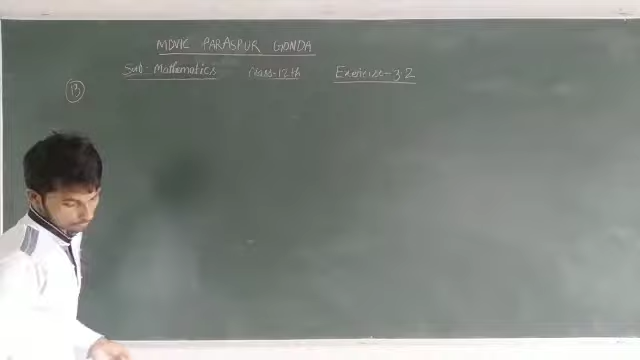 MDVIC PARASPUR GONDA
Sub - Mathematics Class-12th Exercise-3.2
13